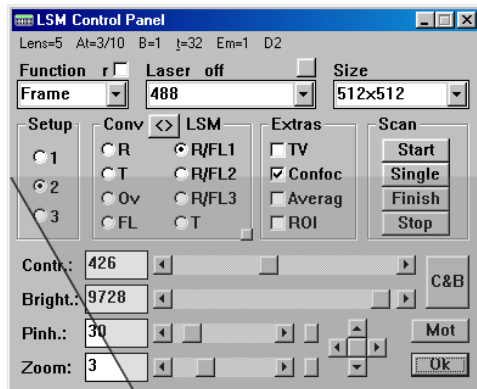 LSM Control Panel
Lens=5 At=3/10 B=1 t=32 Em=1 D2
Function r Laser off Size
Frame 488 512x512
Setup Conv <> LSM Extras Scan
1 R R/FL1 TV Start
2 T R/FL2 Confoc Single
3 Ov R/FL3 Averag Finish
FL T ROI Stop
Contr.: 426
C&B
Bright.: 9728
Pinh.: 30 Mot
Zoom: 3 Ok